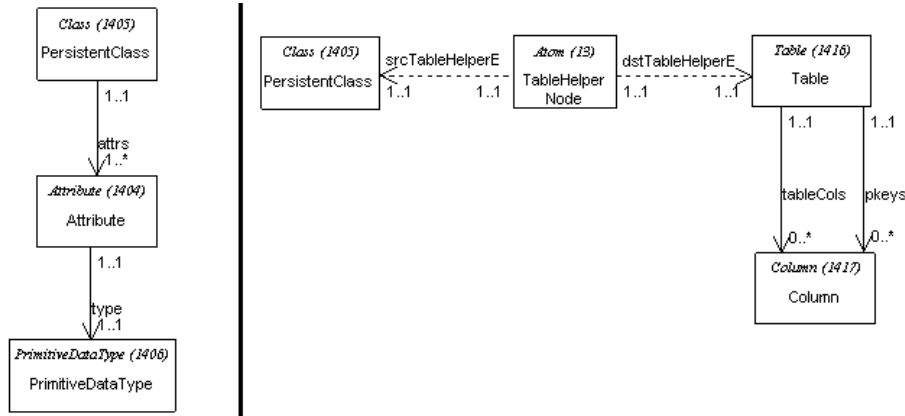 Class (1405)
PersistentClass
1..1
attrs
1..*
Attribute (1404)
Attribute
1..1
type
1..1
PrimitiveDataType (1406)
PrimitiveDataType
Class (1405)
PersistentClass
srcTableHelperE
1..1
1..1
Atom (13)
TableHelper
Node
dstTableHelperE
1..1
1..1
Table (1416)
Table
1..1
1..1
tableCols
pkeys
0..*
0..*
Column (1417)
Column